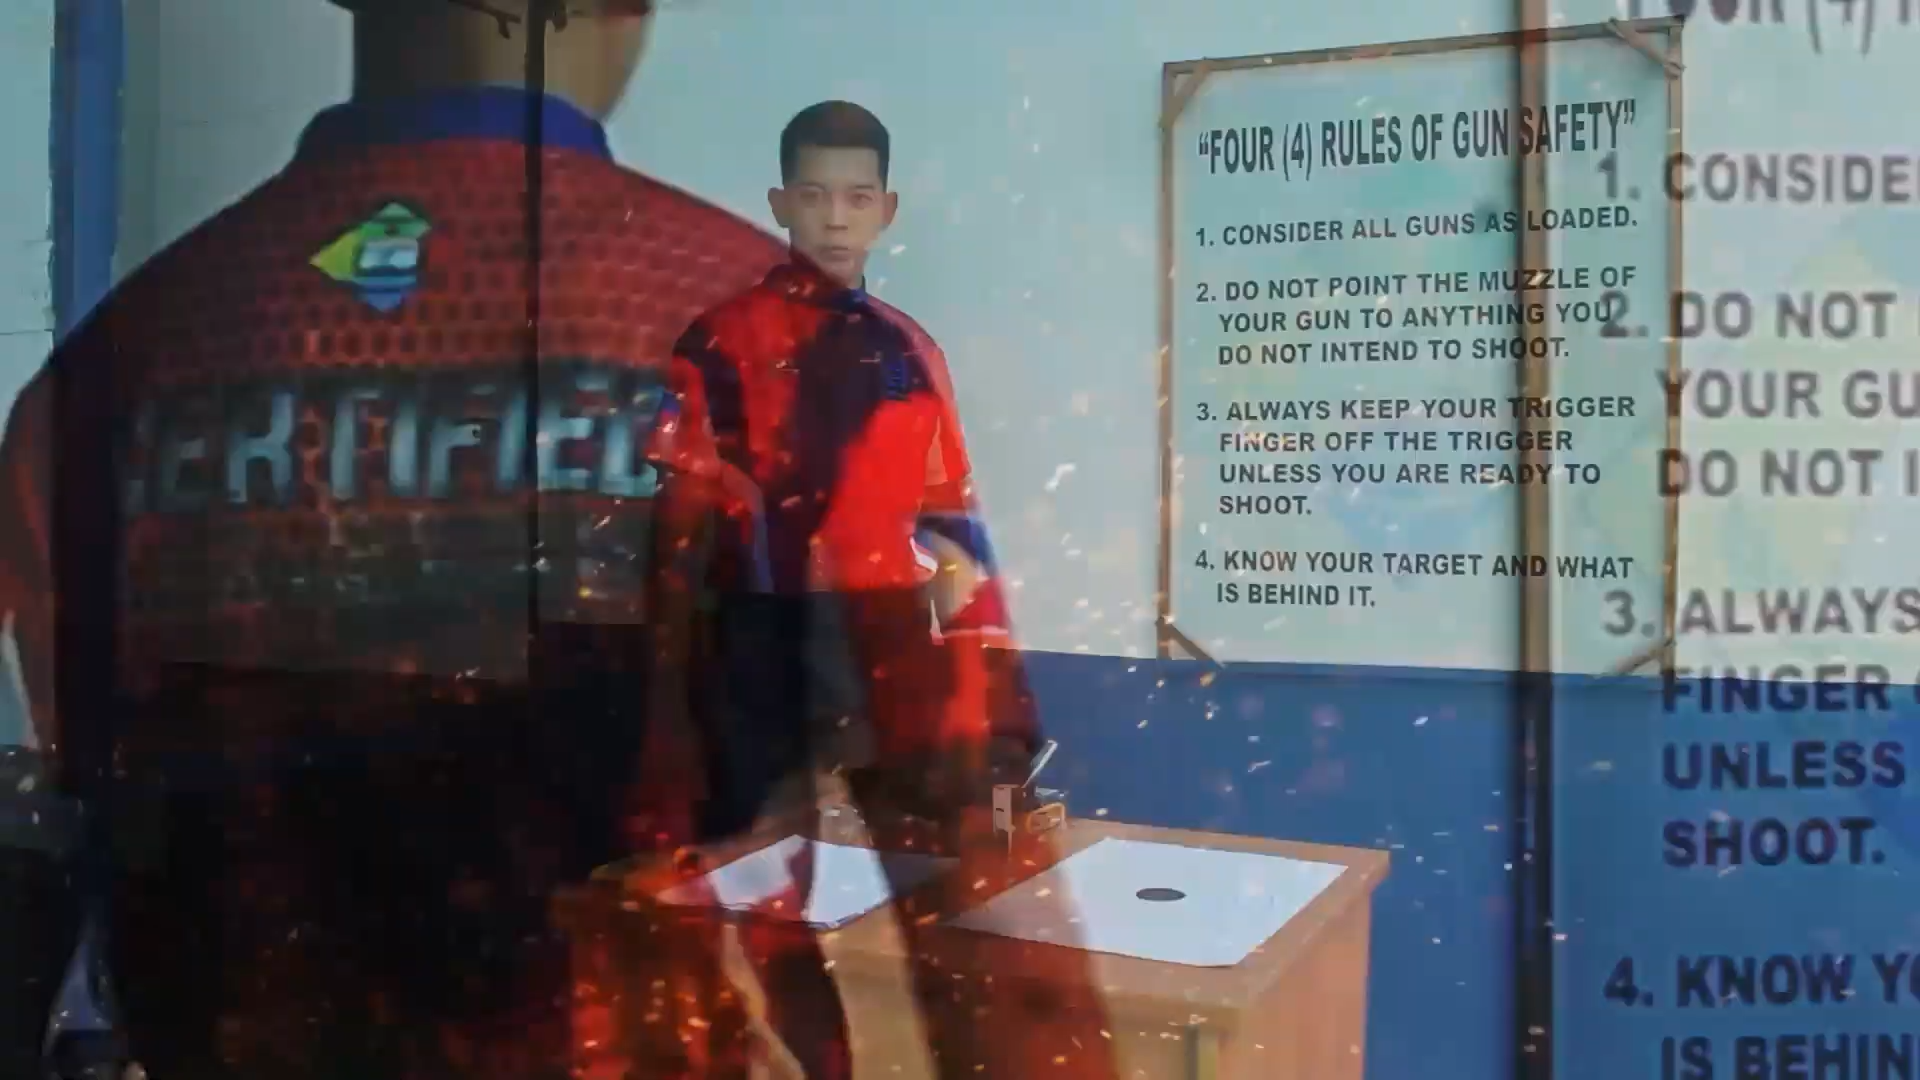 "FOUR (4) RULES OF GUN SAFETY"
1. CONSIDER ALL GUNS AS LOADED.
2. DO NOT POINT THE MUZZLE OF
YOUR GUN TO ANYTHING YOU
DO NOT INTEND TO SHOOT.
3. ALWAYS KEEP YOUR TRIGGER
FINGER OFF THE TRIGGER
UNLESS YOU ARE READY TO
SHOOT.
4. KNOW YOUR TARGET AND WHAT
IS BEHIND IT.
FOUR (4)
1. CONSIDE
2. DO NOT
YOUR GU
DO NOT I
3. ALWAYS
FINGER
UNLESS
SHOOT.
4. KNOW YO
IS BEHIN